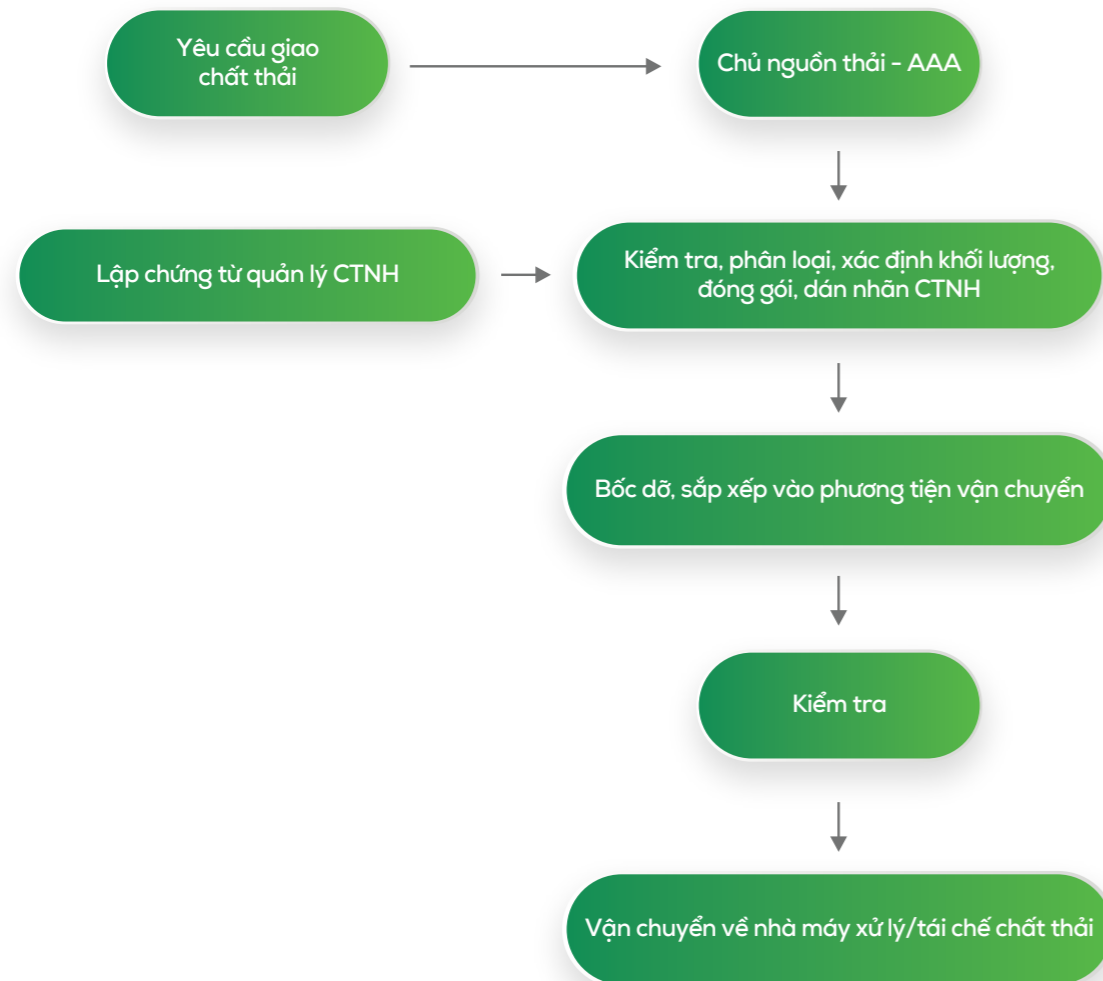 Yêu cầu giao
chất thải
Chủ nguồn thải - AAA
Lập chứng từ quản lý CTNH
Kiểm tra, phân loại, xác định khối lượng,
đóng gói, dán nhãn CTNH
Bốc dỡ, sắp xếp vào phương tiện vận chuyển
Kiểm tra
Vận chuyển về nhà máy xử lý/tái chế chất thải